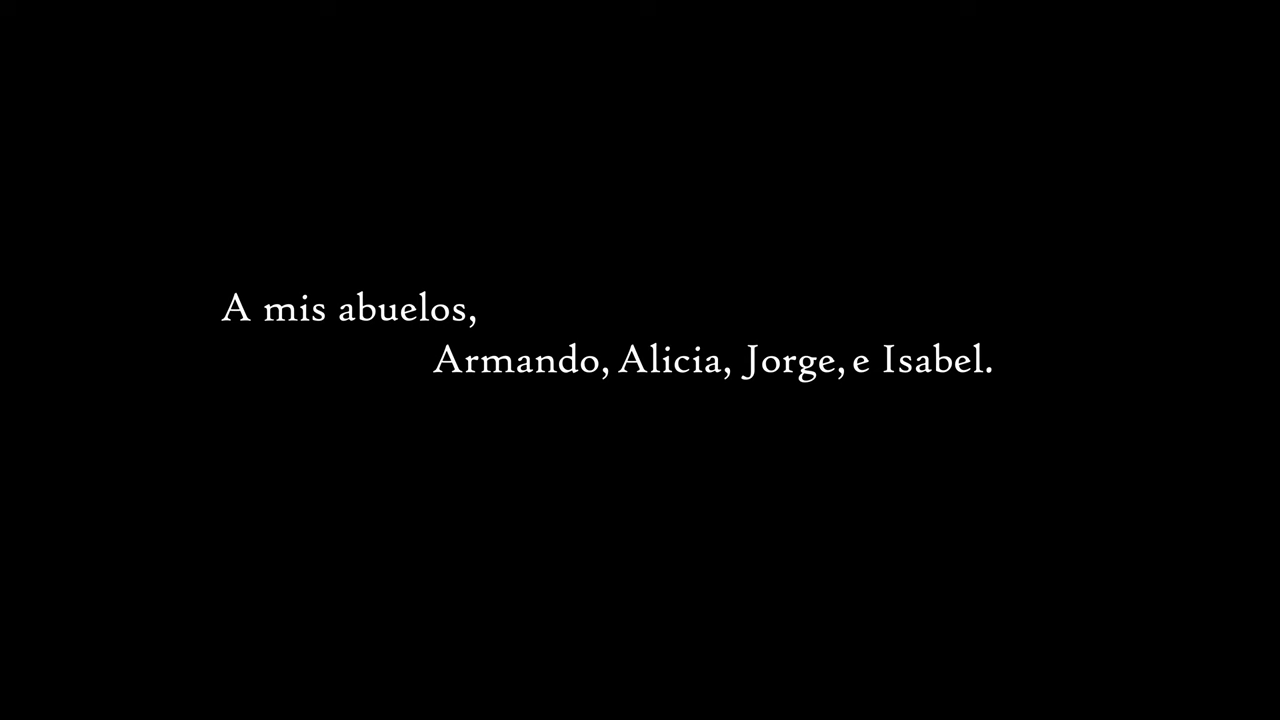 A mis abuelos,
Armando, Alicia, Jorge, e Isabel.